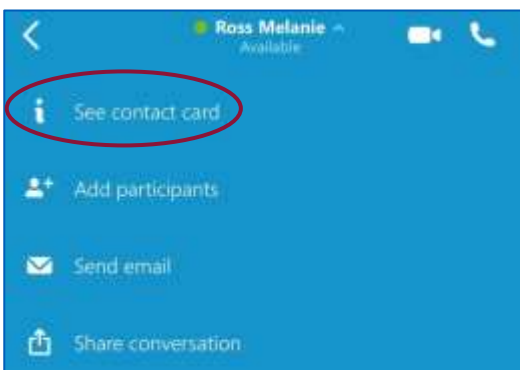 Ross Melanie
Available
See contact card
Add participants
Send email
Share conversation